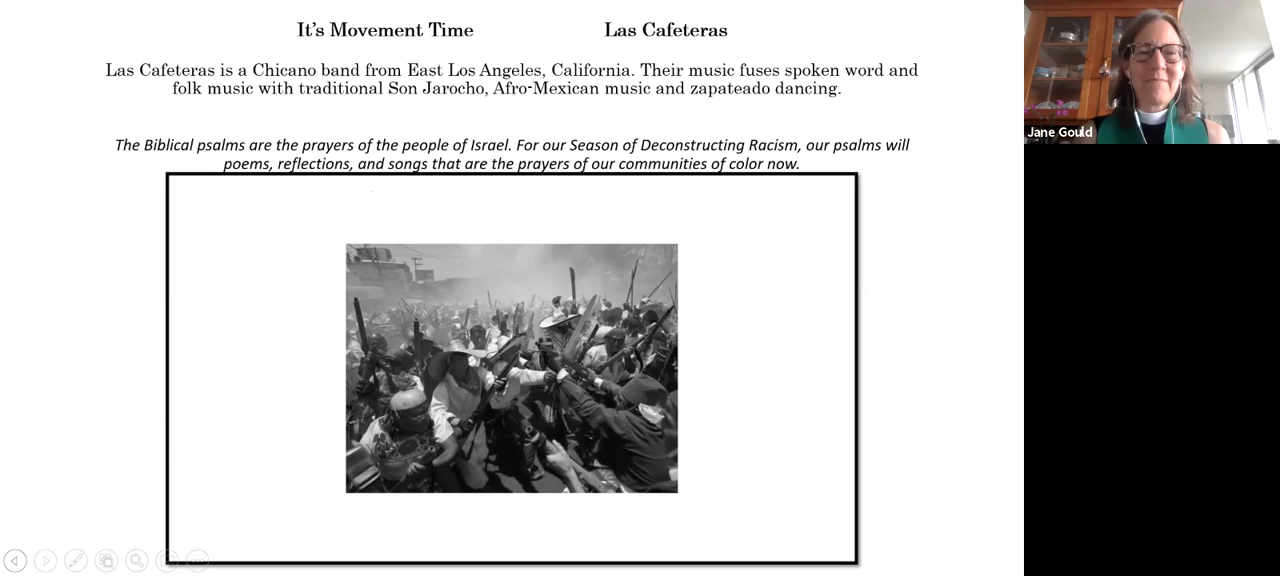 It's Movement Time Las Cafeteras
Las Cafeteras is a Chicano band from East Los Angeles, California. Their music fuses spoken word and
folk music with traditional Son Jarocho, Afro-Mexican music and zapateado dancing.
The Biblical psalms are the prayers of the people of Israel. For our Season of Deconstructing Racism, our psalms will
poems, reflections, and songs that are the prayers of our communities of color now.
Jane Gould